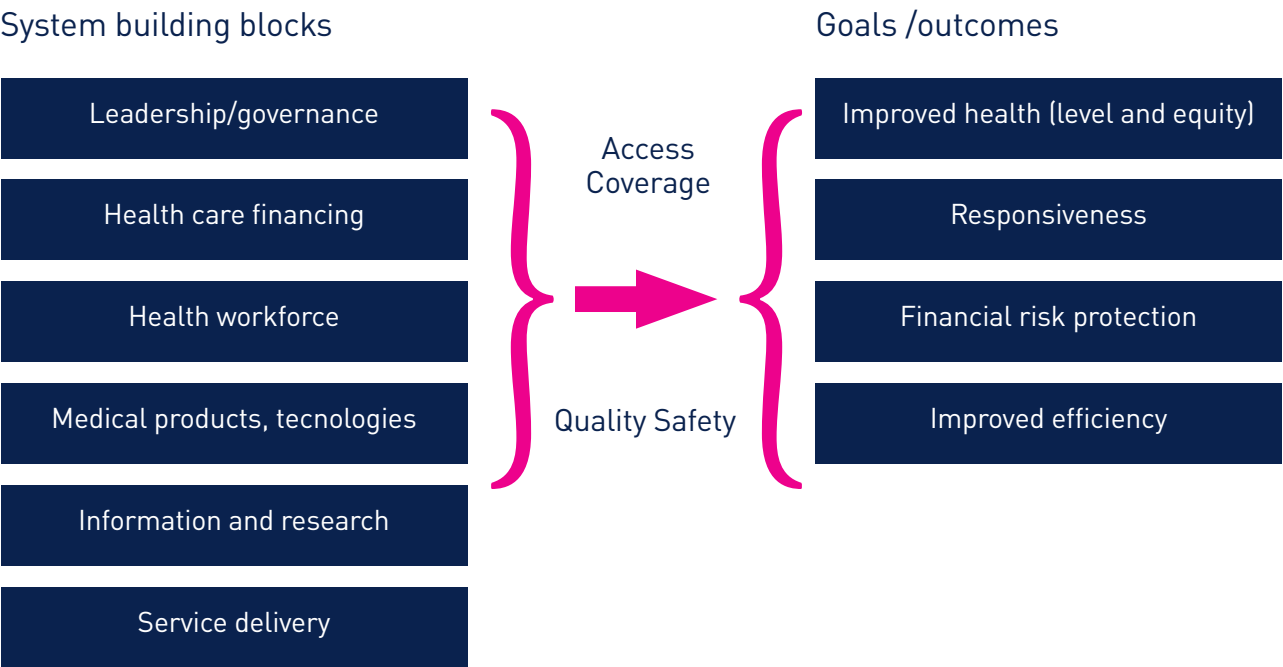 System building blocks
Leadership/governance
Health care financing
Health workforce
Medical products, tecnologies
Information and research
Service delivery
Access
Coverage
Quality Safety
Goals /outcomes
Improved health (level and equity)
Responsiveness
Financial risk protection
Improved efficiency